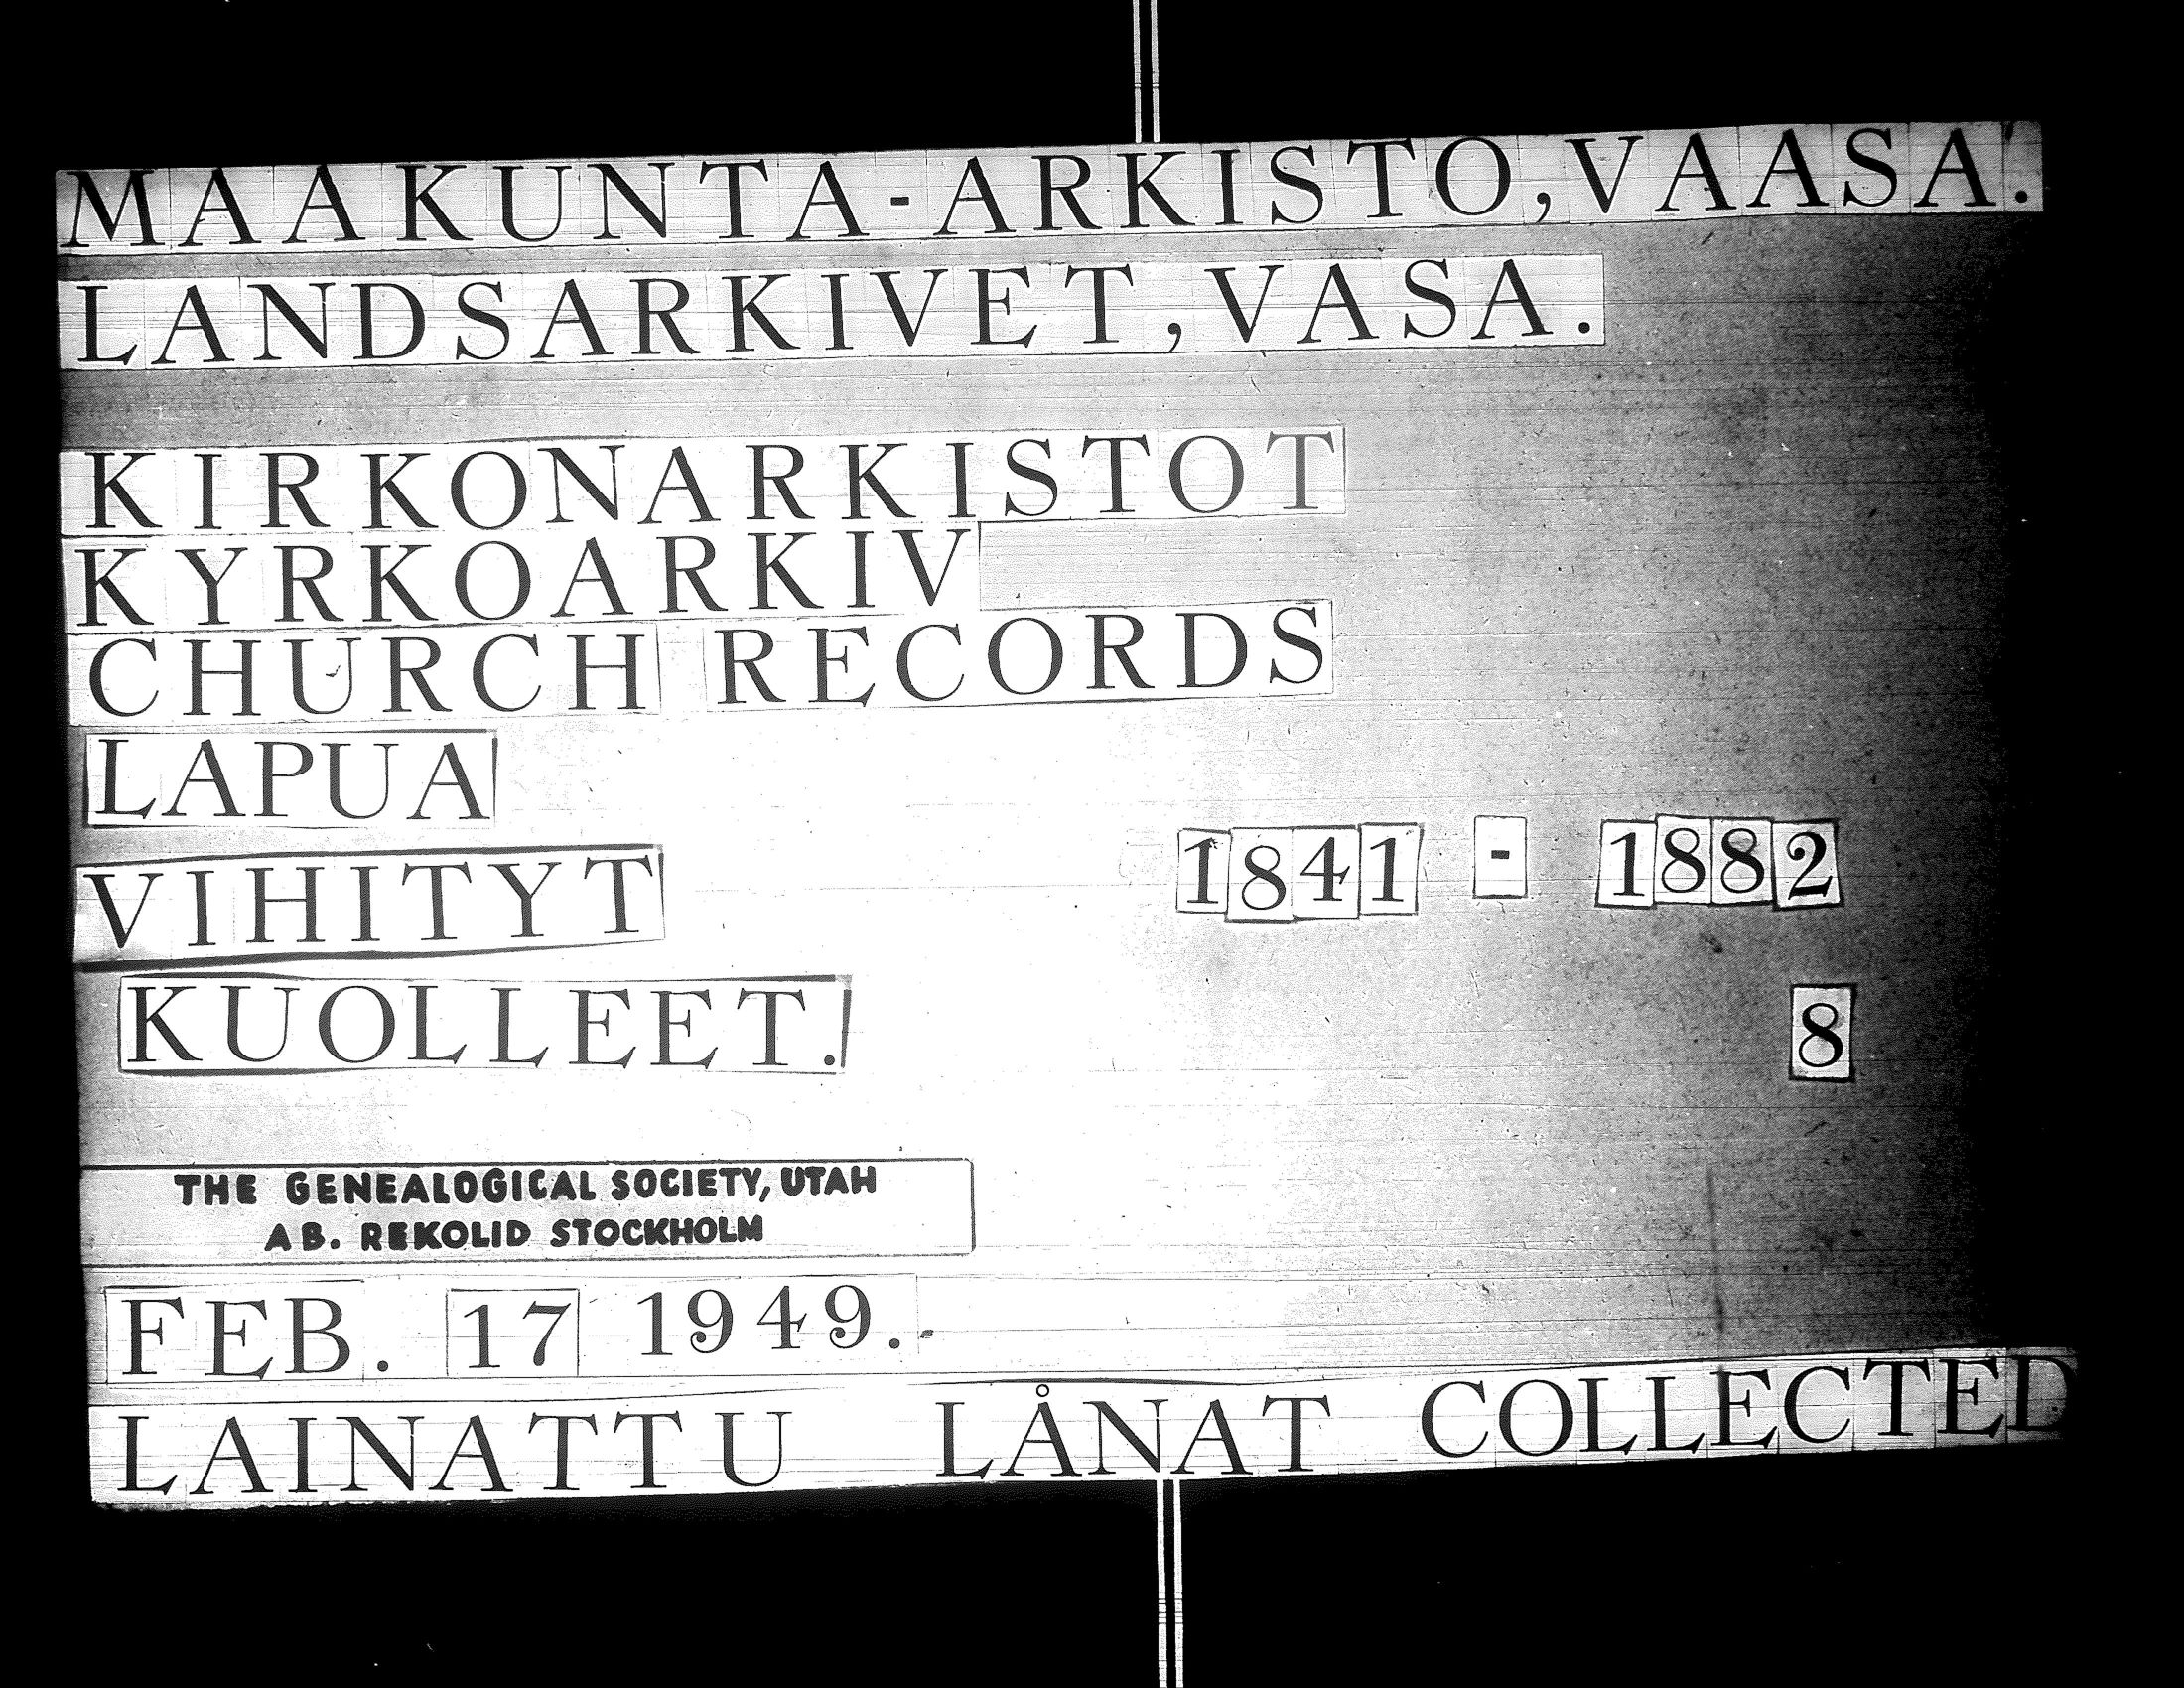 MAAKUNTA-ARKISTO,VAASA.
LANDSARKIVET,VASA.
KIRKONARKISTOT
KYRKOARKIV
CHURCH RECORDS
LAPUA
VIHITYT 1841 - 1882
KUOLLEET. 8
THE GENEALOGICAL SOCIETY, UTAH
AB. REKOLID STOCKHOLM
FEB. 17 1949.
LAINATTU LÅNAT COLLECTED